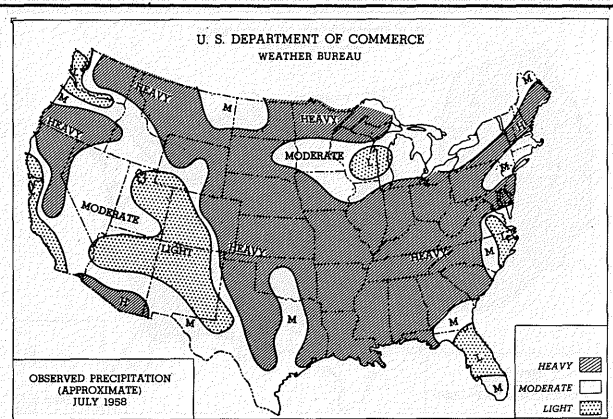 U. S. DEPARTMENT OF COMMERCE
WEATHER BUREAU
M
HEAVY
M
M
HEAVY
HEAVY
MODERATE
M
MODERATE
LIGHT
HEAVY
HEAVY
M
H
M
M
M
L
M
OBSERVED PRECIPITATION
(APPROXIMATE)
JULY 1958
HEAVY
MODERATE
LIGHT